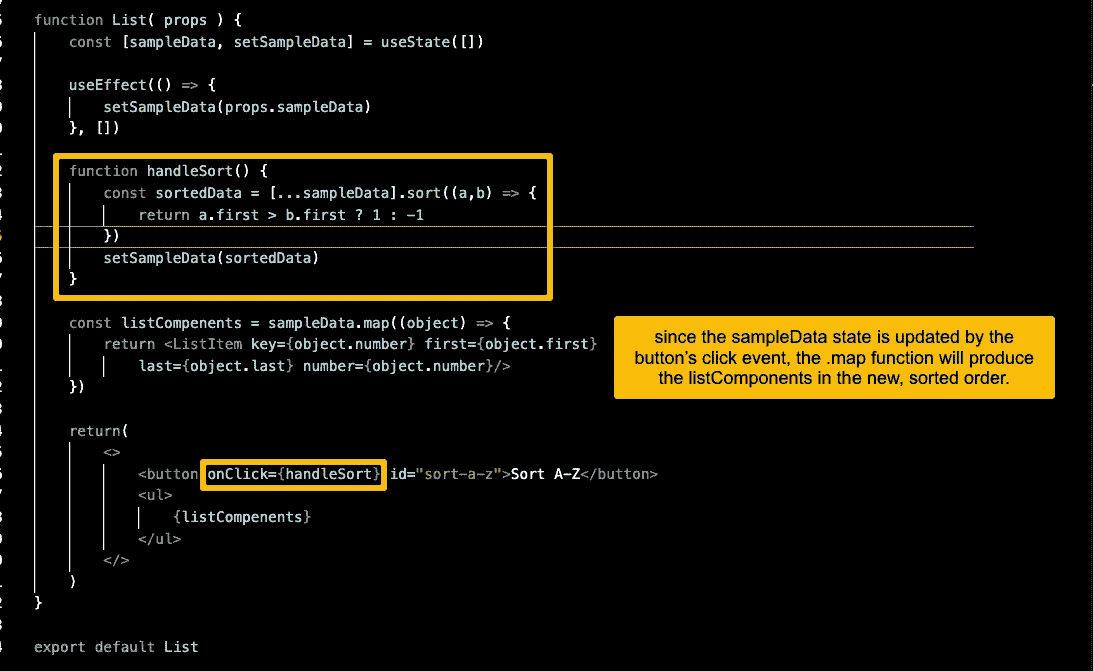 function List( props ) {
const [sampleData, setSampleData] = useState([])
useEffect(() => {
setSampleData(props.sampleData)
}, [])
function handleSort() {
const sortedData = [...sampleData].sort((a,b) => {
return a.first > b.first ? 1 : -1
})
setSampleData(sortedData)
}
const listCompenents = sampleData.map((object) => {
return <ListItem key={object.number} first={object.first}
last={object.last} number={object.number}/>
})
since the sampleData state is updated by the
button's click event, the .map function will produce
the listComponents in the new, sorted order.
return(
<>
<button onClick={handleSort} id="sort-a-z">Sort A-Z</button>
<ul>
{listCompenents}
</ul>
</>
)
}
export default List